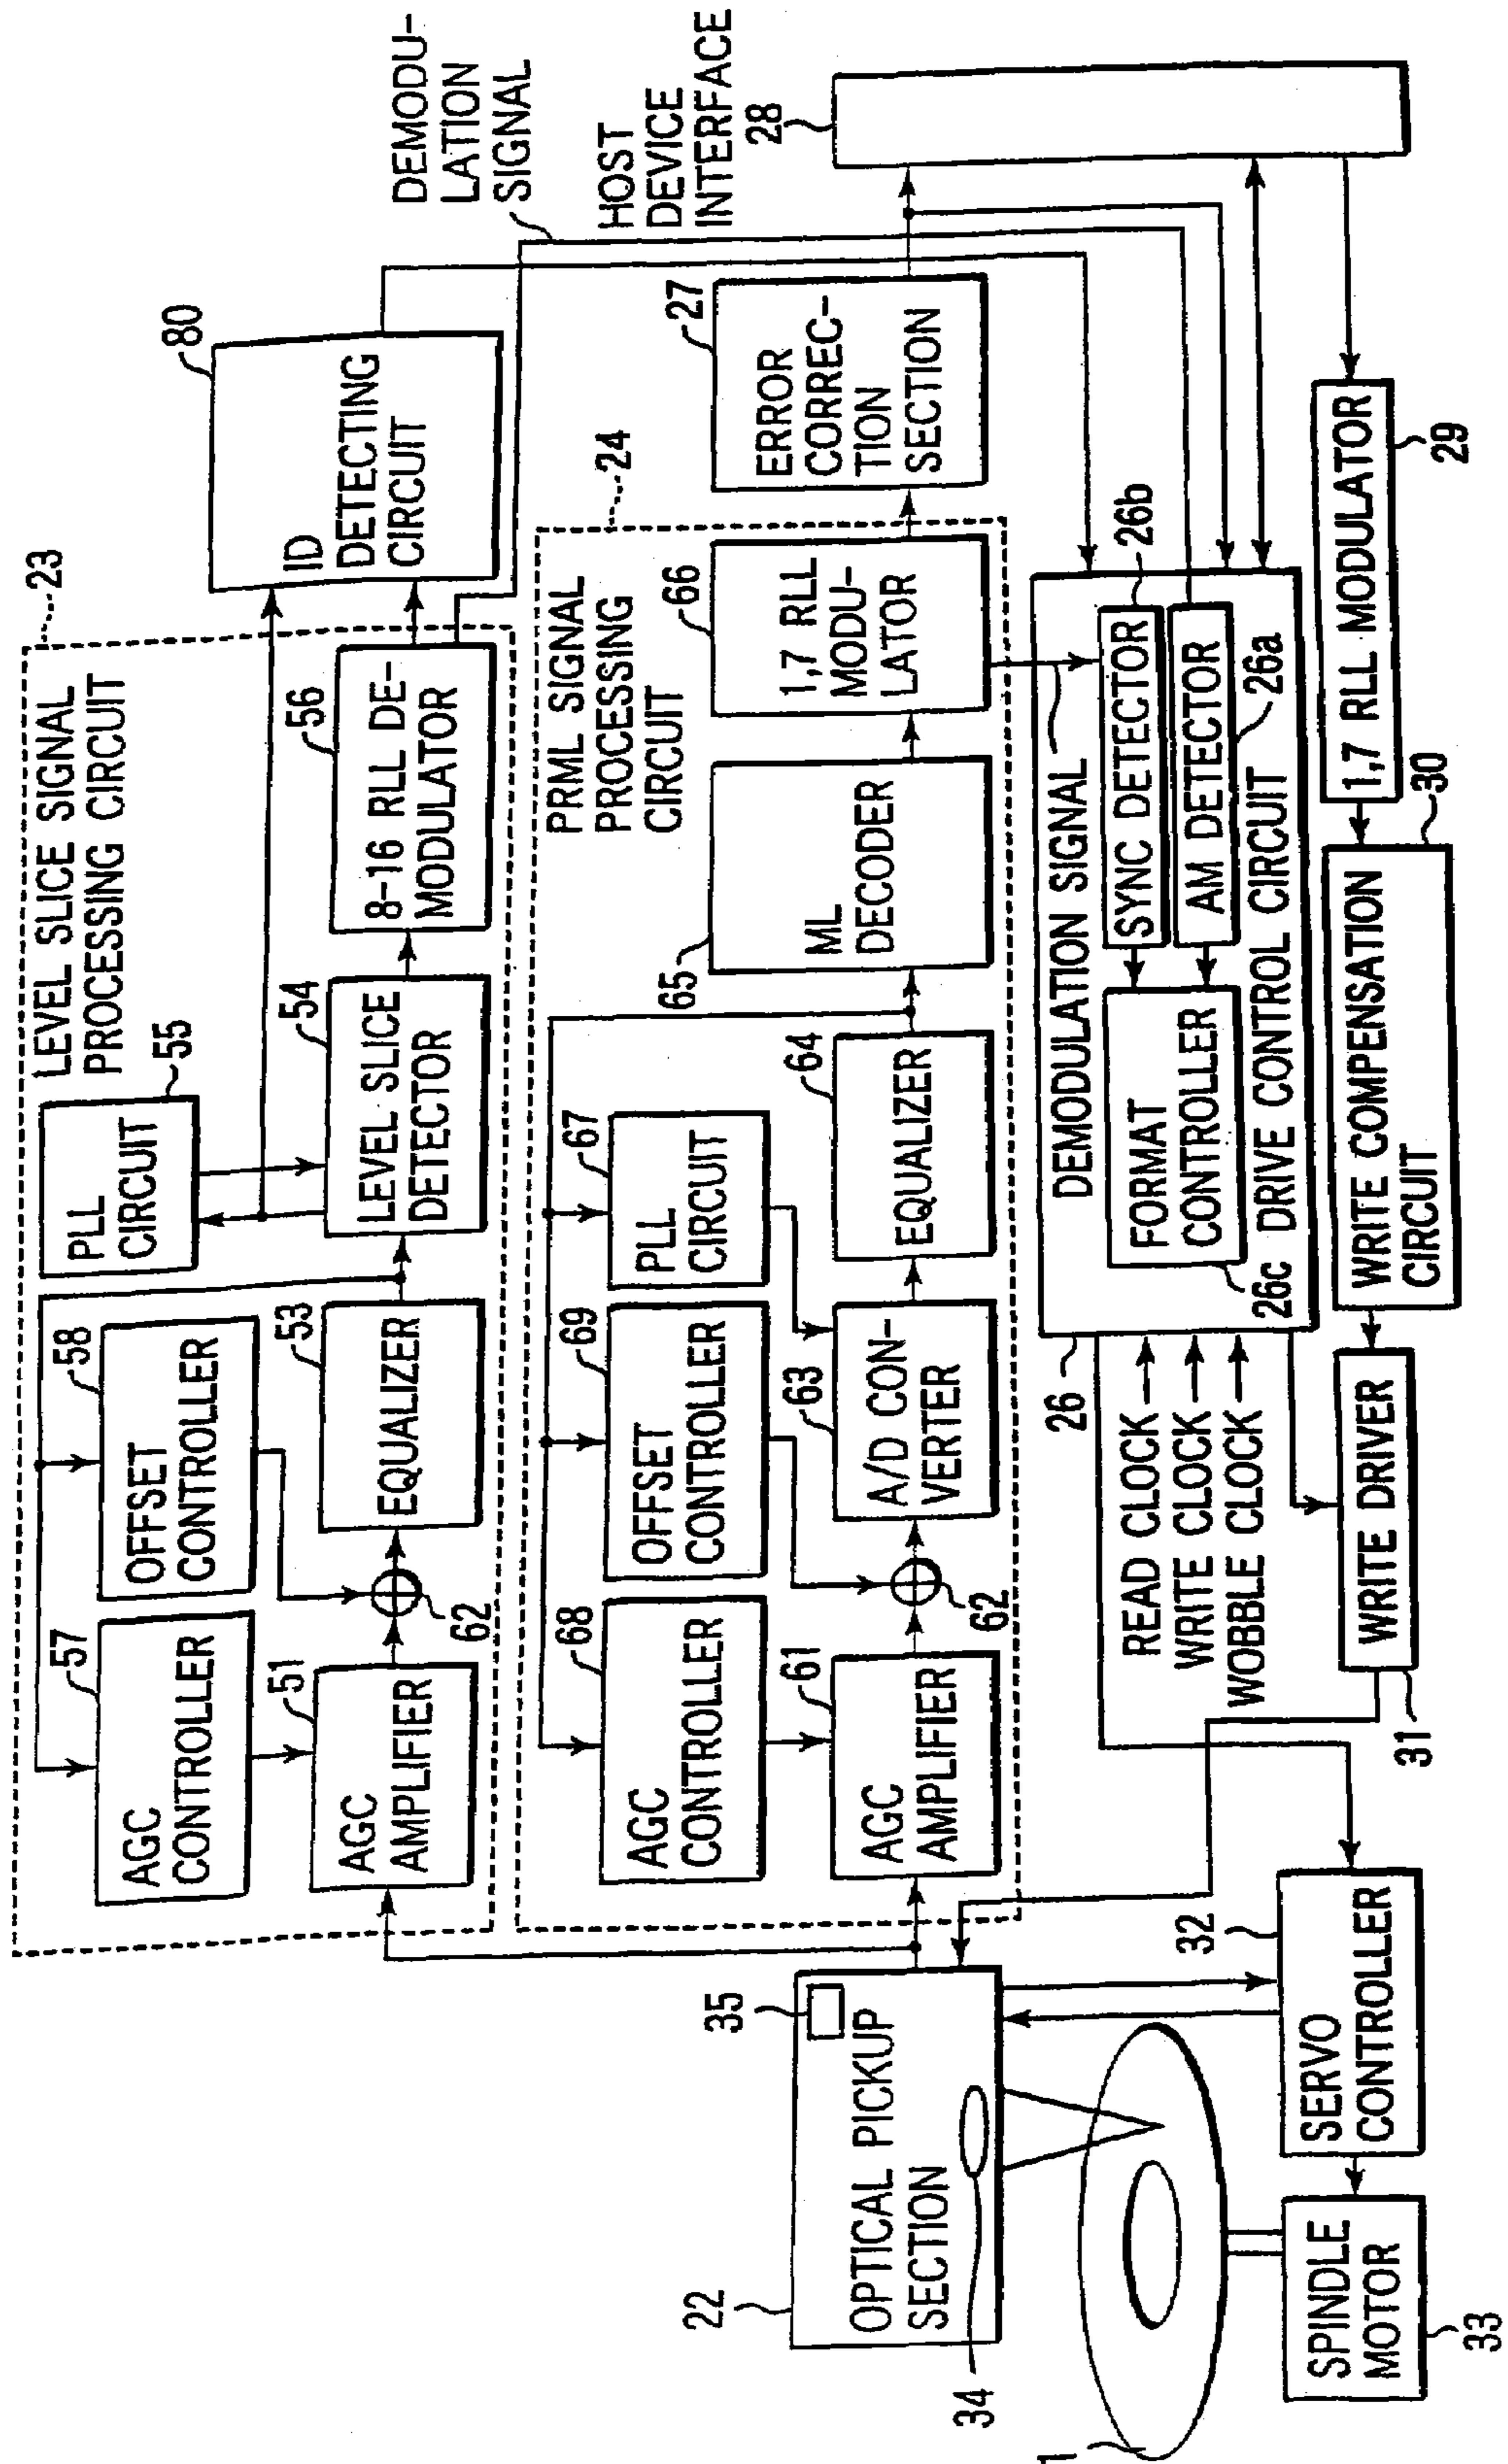 LEVEL SLICE SIGNAL
PROCESSING CIRCUIT
23
57
AGC
CONTROLLER
58
OFFSET
CONTROLLER
PLL
CIRCUIT
55
51
AGC
AMPLIFIER
62
53
EQUALIZER
54
LEVEL SLICE
DETECTOR
56
8-16 RLL DE-
MODULATOR
80
ID
DETECTING
CIRCUIT
DEMODU-
LATION
SIGNAL
PRML SIGNAL
PROCESSING
CIRCUIT
24
68
AGC
CONTROLLER
69
OFFSET
CONTROLLER
67
PLL
CIRCUIT
61
AGC
AMPLIFIER
62
63
A/D CON-
VERTER
64
EQUALIZER
65
ML
DECODER
66
1,7 RLL
MODU-
LATOR
27
ERROR
CORREC-
TION
SECTION
HOST
DEVICE
INTERFACE
28
22
35
OPTICAL PICKUP
SECTION
34
1
READ CLOCK
WRITE CLOCK
WOBBLE CLOCK
26
DEMODULATION SIGNAL
FORMAT
CONTROLLER
26c
SYNC DETECTOR
26b
AM DETECTOR
26a
DRIVE CONTROL CIRCUIT
SPINDLE
MOTOR
33
32
SERVO
CONTROLLER
WRITE DRIVER
31
WRITE COMPENSATION
CIRCUIT
30
1,7 RLL MODULATOR
29